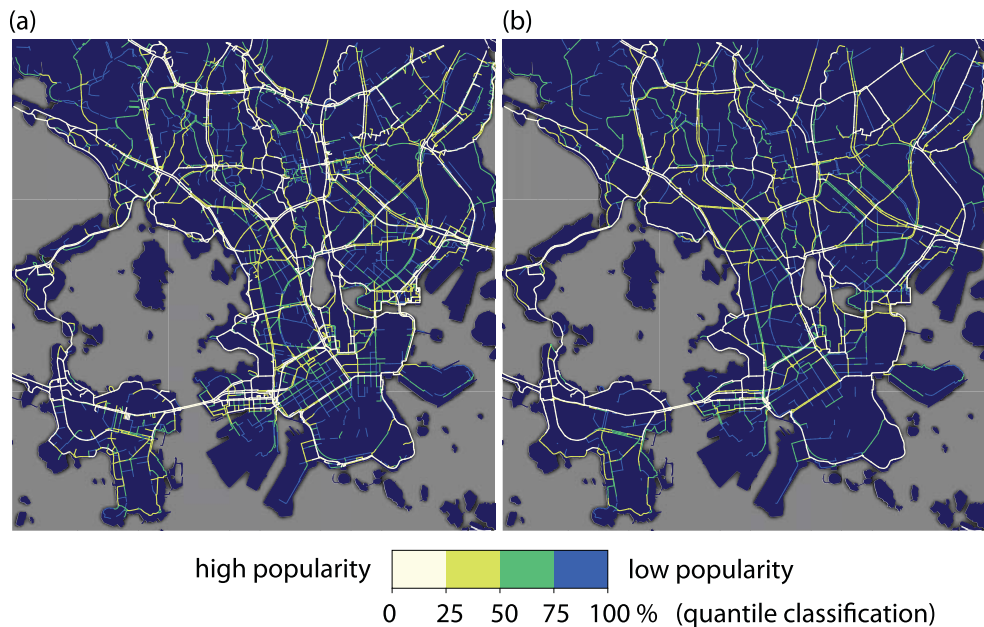 (a) (b)
high popularity low popularity
0 25 50 75 100 % (quantile classification)